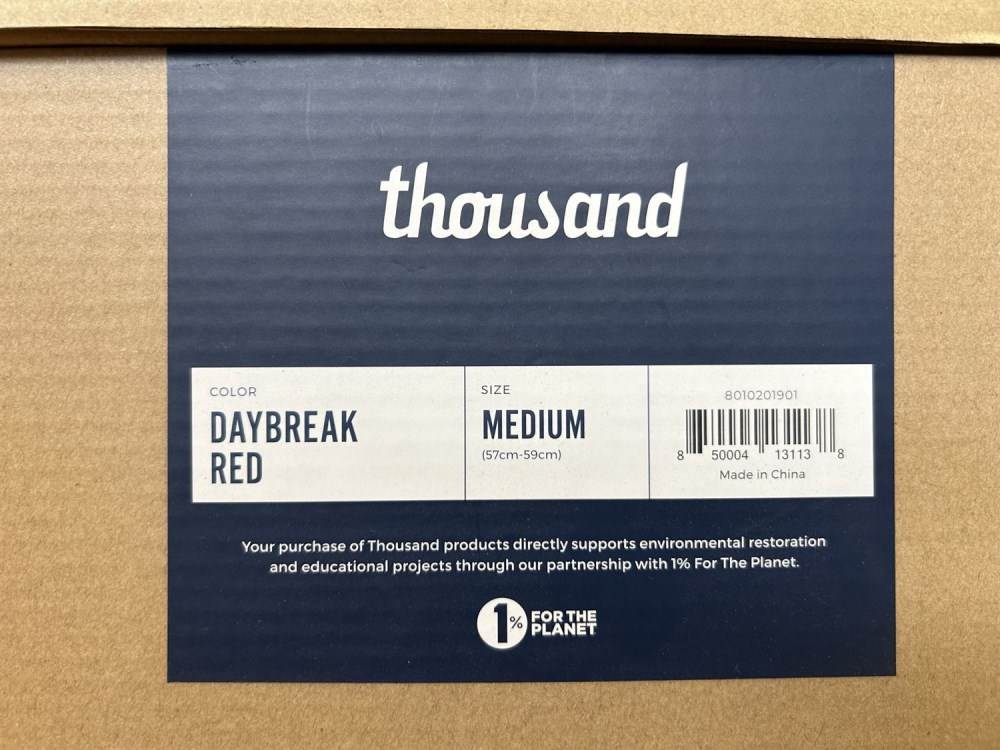 thousand
COLOR
DAYBREAK
RED
SIZE
MEDIUM
(57cm-59cm)
8010201901
8 50004 13113 8
Made in China
Your purchase of Thousand products directly supports environmental restoration
and educational projects through our partnership with 1% For The Planet.
1% FOR THE
PLANET